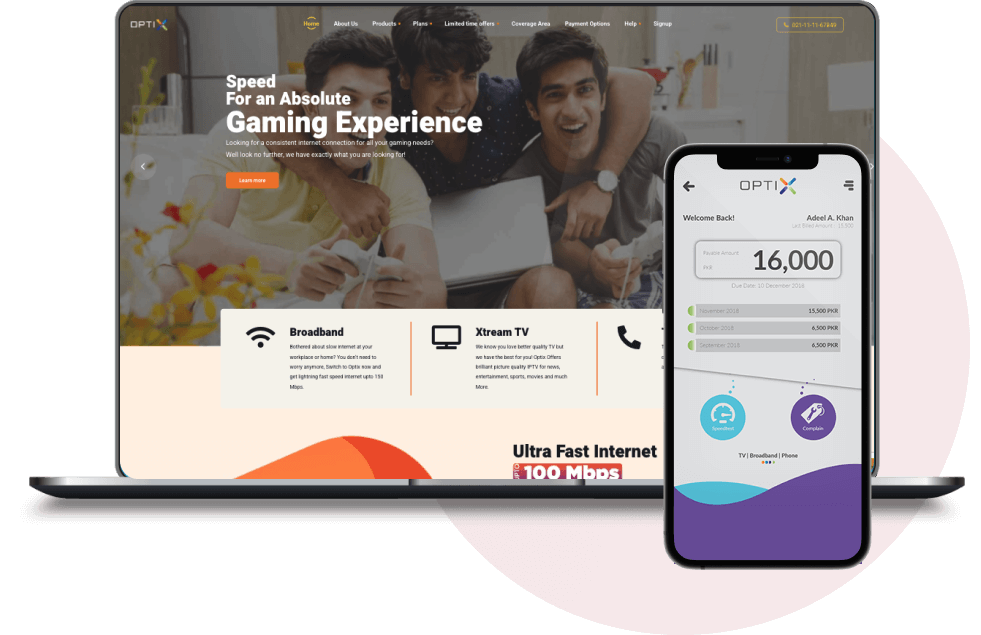 OPTIX
Home About Us Products Plans Limited time offers Coverage Area Payment Options Help Signup
021-11-11-67849
Speed
For an Absolute
Gaming Experience
Looking for a consistent internet connection for all your gaming needs?
Well look no further, we have exactly what you are looking for!
Learn more
Broadband
Bothered about slow internet at your
workplace or home? You don't need to
worry anymore, Switch to Optix now and
get lightning fast speed internet upto 150
Mbps.
Xtream TV
We know you love better quality TV but
we have the best for you! Optix Offers
brilliant picture quality IPTV for news,
entertainment, sports, movies and much
More.
Ultra Fast Internet
100 Mbps
OPTIX
Welcome Back!
Adeel A. Khan
Last Billed Amount : 15,500
Payable Amount
PKR
16,000
Due Date: 10 December 2018
November 2018 15,500 PKR
October 2018 6,500 PKR
September 2018 6,500 PKR
Speedtest
Complain
TV | Broadband | Phone